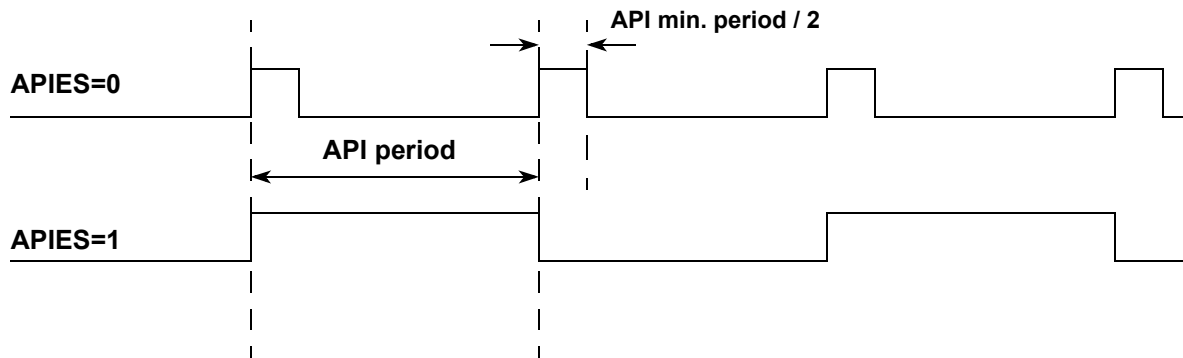 API min. period / 2
APIES=0
API period
APIES=1